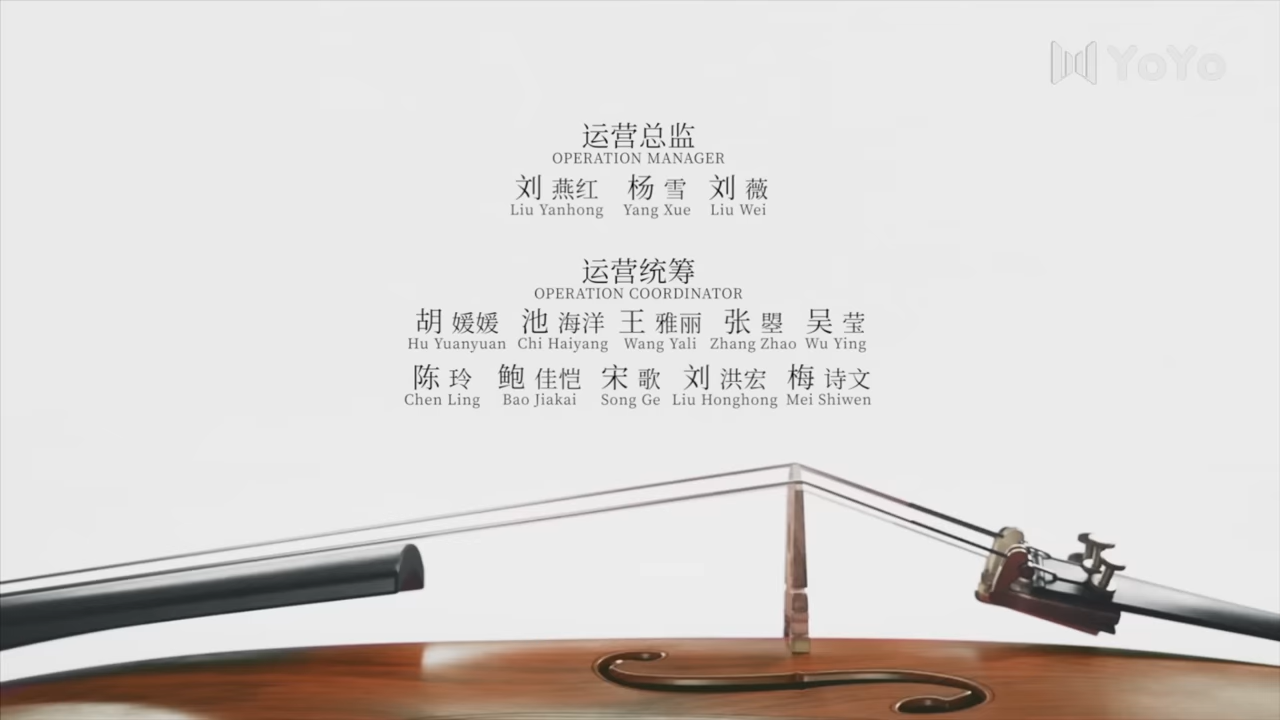 YoYo
运营总监
OPERATION MANAGER
刘 燕红 杨 雪 刘 薇
Liu Yanhong Yang Xue Liu Wei
运营统筹
OPERATION COORDINATOR
胡 媛媛 池 海洋 王 雅丽 张 曌 吴 莹
Hu Yuanyuan Chi Haiyang Wang Yali Zhang Zhao Wu Ying
陈 玲 鲍 佳恺 宋 歌 刘 洪宏 梅 诗文
Chen Ling Bao Jiakai Song Ge Liu Honghong Mei Shiwen